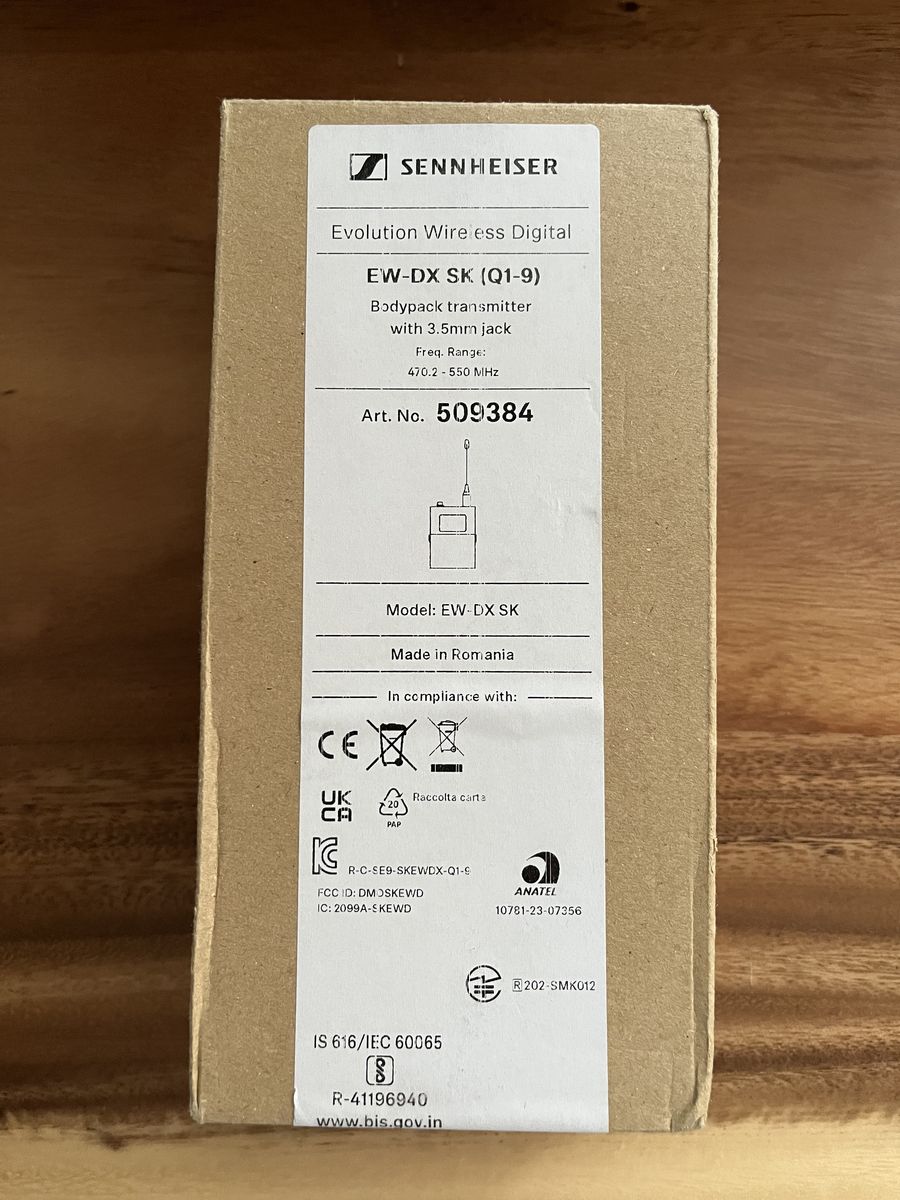 SENNHEISER
Evolution Wireless Digital
EW-DX SK (Q1-9)
Bodypack transmitter
with 3.5mm jack
Freq. Range:
470.2 - 550 MHz
Art. No. 509384
Model: EW-DX SK
Made in Romania
In compliance with:
CE
UK
CA
20
PAP
Raccolta carta
R-C-SE9-SKEWDX-Q1-9
FCC ID: DMOSKEWD
IC: 2099A-SKEWD
ANATEL
10781-23-07356
R 202-SMK012
IS 616/IEC 60065
R-41196940
www.bis.gov.in